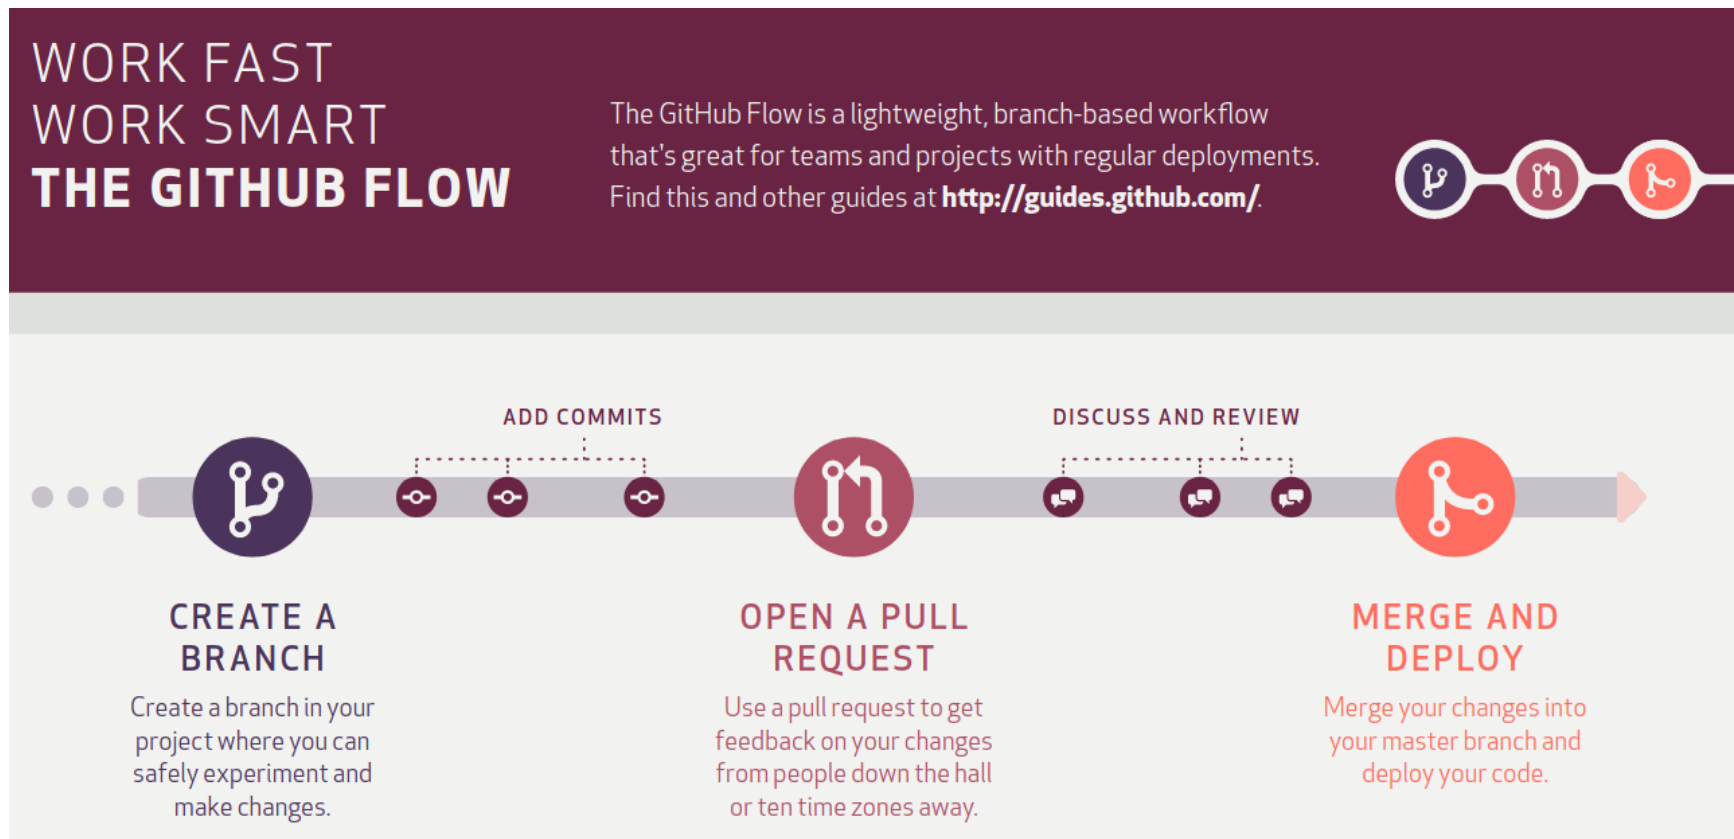 WORK FAST
WORK SMART
THE GITHUB FLOW
The GitHub Flow is a lightweight, branch-based workflow
that's great for teams and projects with regular deployments.
Find this and other guides at http://guides.github.com/.
ADD COMMITS
DISCUSS AND REVIEW
CREATE A
BRANCH
Create a branch in your
project where you can
safely experiment and
make changes.
OPEN A PULL
REQUEST
Use a pull request to get
feedback on your changes
from people down the hall
or ten time zones away.
MERGE AND
DEPLOY
Merge your changes into
your master branch and
deploy your code.